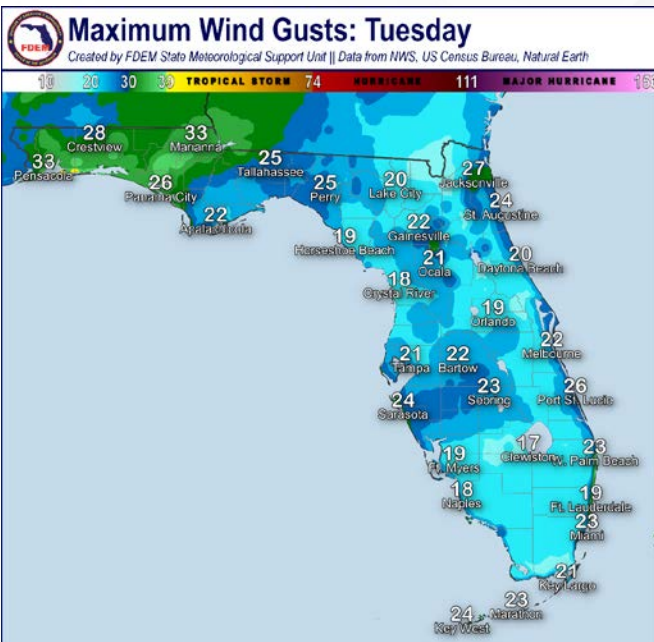 Maximum Wind Gusts: Tuesday
Created by FDEM State Meteorological Support Unit || Data from NWS, US Census Bureau, Natural Earth
10 20 30 39 TROPICAL STORM 74 HURRICANE 111 MAJOR HURRICANE
28
Crestview
33
Marianna
33
Pensacola
25
Tallahassee
26
Panama City
25
Perry
22
Apalachicola
20
Lake City
27
Jacksonville
24
St. Augustine
22
Gainesville
19
Horseshoe Beach
21
Ocala
20
Daytona Beach
18
Crystal River
19
Orlando
22
Melbourne
21
Tampa
22
Bartow
23
Sebring
26
Port St. Lucie
24
Sarasota
17
Clewiston
23
W. Palm Beach
19
Ft. Myers
18
Naples
19
Ft. Lauderdale
23
Miami
21
Key Largo
23
Marathon
24
Key West
FDEM